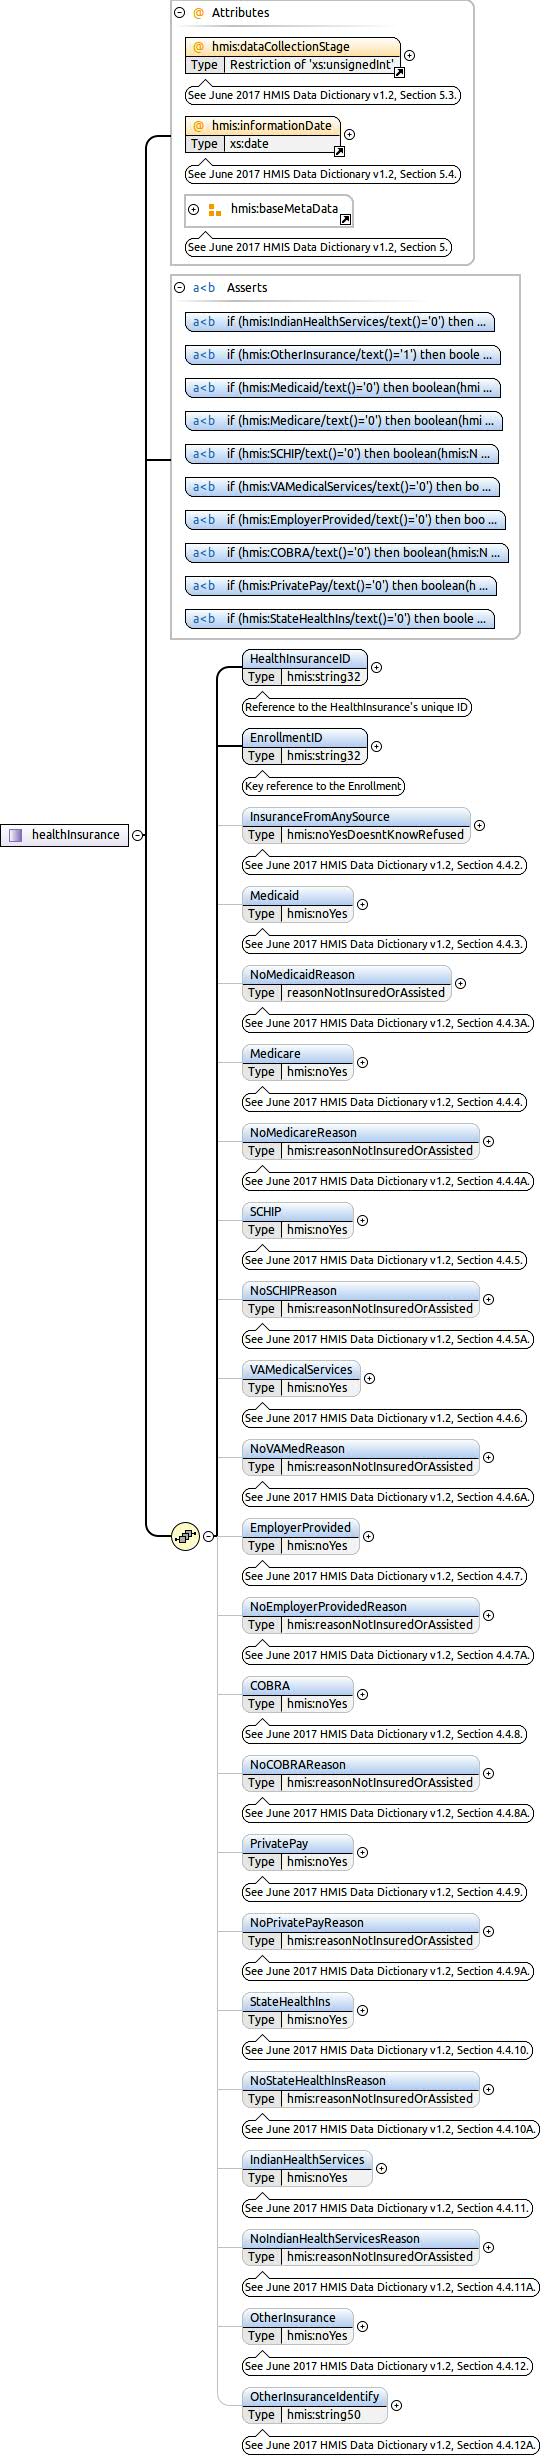 @ Attributes
@ hmis:dataCollectionStage
Type Restriction of 'xs:unsignedInt'
See June 2017 HMIS Data Dictionary v1.2, Section 5.3.
@ hmis:informationDate
Type xs:date
See June 2017 HMIS Data Dictionary v1.2, Section 5.4.
hmis:baseMetaData
See June 2017 HMIS Data Dictionary v1.2, Section 5.
a<b Asserts
a<b if (hmis:IndianHealthServices/text()='0') then ...
a<b if (hmis:OtherInsurance/text()='1') then boole ...
a<b if (hmis:Medicaid/text()='0') then boolean(hmi ...
a<b if (hmis:Medicare/text()='0') then boolean(hmi ...
a<b if (hmis:SCHIP/text()='0') then boolean(hmis:N ...
a<b if (hmis:VAMedicalServices/text()='0') then bo ...
a<b if (hmis:EmployerProvided/text()='0') then boo ...
a<b if (hmis:COBRA/text()='0') then boolean(hmis:N ...
a<b if (hmis:PrivatePay/text()='0') then boolean(h ...
a<b if (hmis:StateHealthIns/text()='0') then boole ...
healthInsurance
HealthInsuranceID
Type hmis:string32
Reference to the HealthInsurance's unique ID
EnrollmentID
Type hmis:string32
Key reference to the Enrollment
InsuranceFromAnySource
Type hmis:noYesDoesntKnowRefused
See June 2017 HMIS Data Dictionary v1.2, Section 4.4.2.
Medicaid
Type hmis:noYes
See June 2017 HMIS Data Dictionary v1.2, Section 4.4.3.
NoMedicaidReason
Type reasonNotInsuredOrAssisted
See June 2017 HMIS Data Dictionary v1.2, Section 4.4.3A.
Medicare
Type hmis:noYes
See June 2017 HMIS Data Dictionary v1.2, Section 4.4.4.
NoMedicareReason
Type hmis:reasonNotInsuredOrAssisted
See June 2017 HMIS Data Dictionary v1.2, Section 4.4.4A.
SCHIP
Type hmis:noYes
See June 2017 HMIS Data Dictionary v1.2, Section 4.4.5.
NoSCHIPReason
Type hmis:reasonNotInsuredOrAssisted
See June 2017 HMIS Data Dictionary v1.2, Section 4.4.5A.
VAMedicalServices
Type hmis:noYes
See June 2017 HMIS Data Dictionary v1.2, Section 4.4.6.
NoVAMedReason
Type hmis:reasonNotInsuredOrAssisted
See June 2017 HMIS Data Dictionary v1.2, Section 4.4.6A.
EmployerProvided
Type hmis:noYes
See June 2017 HMIS Data Dictionary v1.2, Section 4.4.7.
NoEmployerProvidedReason
Type hmis:reasonNotInsuredOrAssisted
See June 2017 HMIS Data Dictionary v1.2, Section 4.4.7A.
COBRA
Type hmis:noYes
See June 2017 HMIS Data Dictionary v1.2, Section 4.4.8.
NoCOBRAReason
Type hmis:reasonNotInsuredOrAssisted
See June 2017 HMIS Data Dictionary v1.2, Section 4.4.8A.
PrivatePay
Type hmis:noYes
See June 2017 HMIS Data Dictionary v1.2, Section 4.4.9.
NoPrivatePayReason
Type hmis:reasonNotInsuredOrAssisted
See June 2017 HMIS Data Dictionary v1.2, Section 4.4.9A.
StateHealthIns
Type hmis:noYes
See June 2017 HMIS Data Dictionary v1.2, Section 4.4.10.
NoStateHealthInsReason
Type hmis:reasonNotInsuredOrAssisted
See June 2017 HMIS Data Dictionary v1.2, Section 4.4.10A.
IndianHealthServices
Type hmis:noYes
See June 2017 HMIS Data Dictionary v1.2, Section 4.4.11.
NoIndianHealthServicesReason
Type hmis:reasonNotInsuredOrAssisted
See June 2017 HMIS Data Dictionary v1.2, Section 4.4.11A.
OtherInsurance
Type hmis:noYes
See June 2017 HMIS Data Dictionary v1.2, Section 4.4.12.
OtherInsuranceIdentify
Type hmis:string50
See June 2017 HMIS Data Dictionary v1.2, Section 4.4.12A.